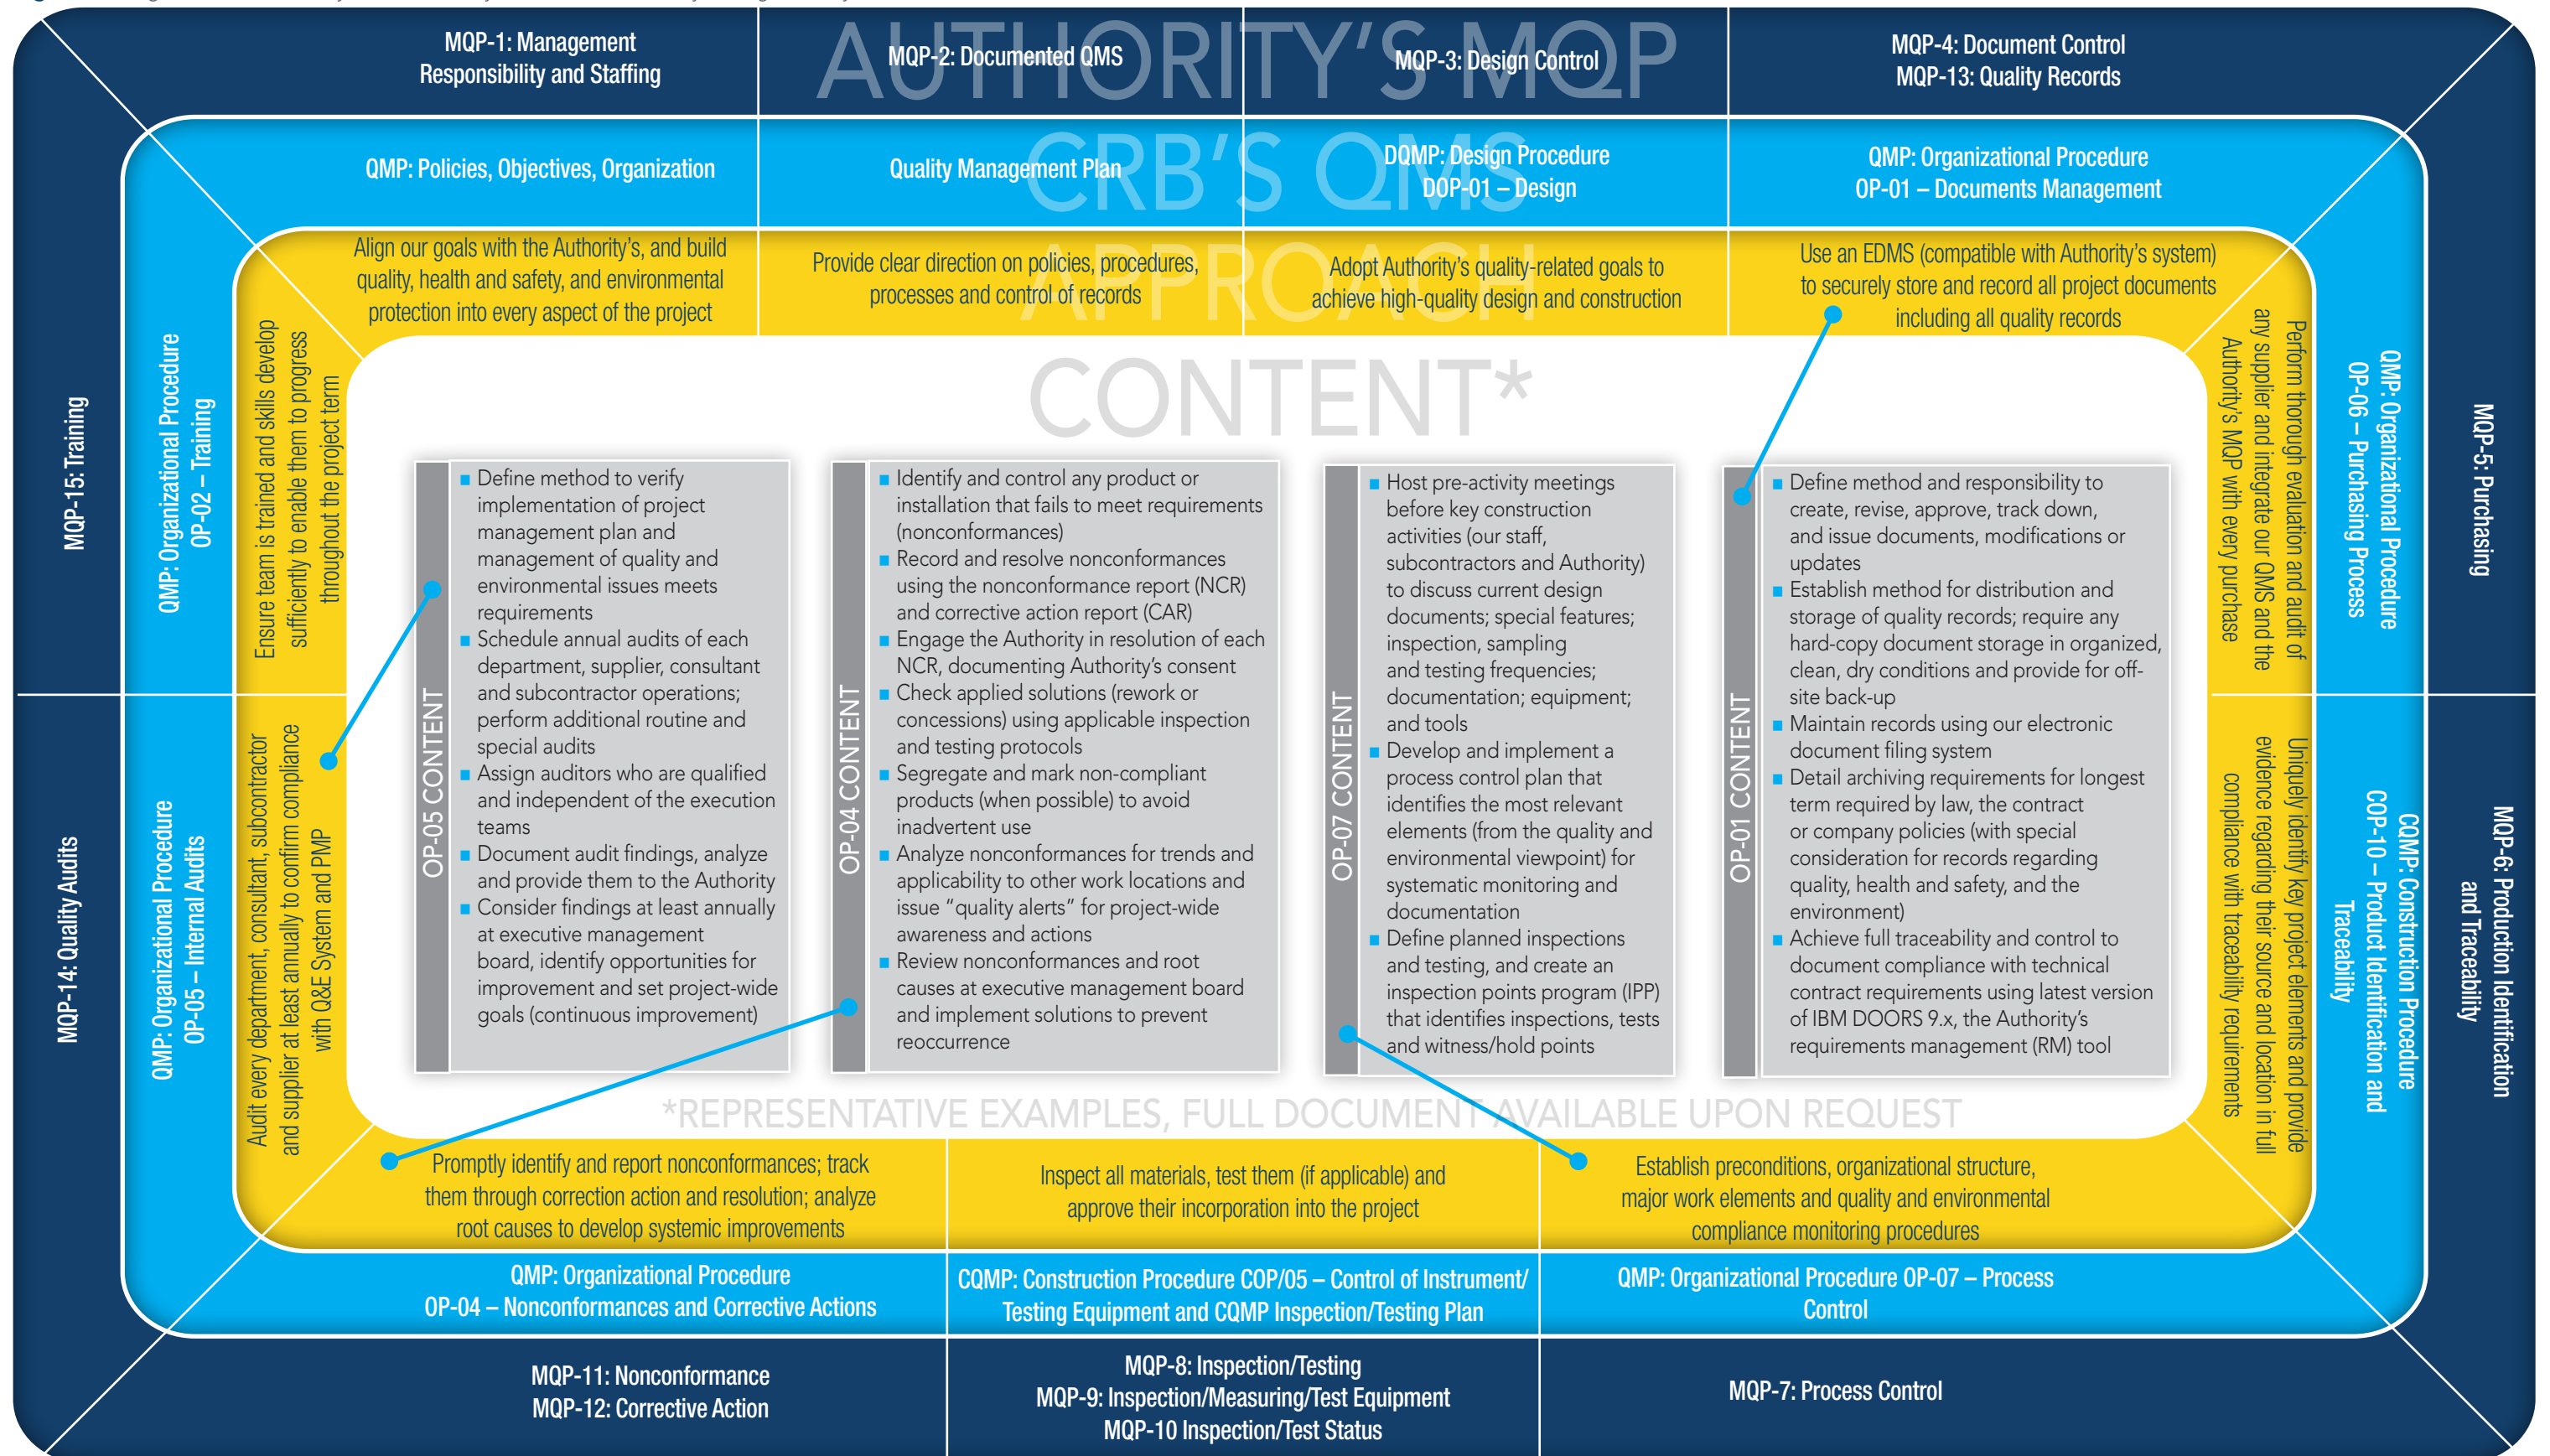 AUTHORITY'S MQP
MQP-1: Management
Responsibility and Staffing
MQP-2: Documented QMS
MQP-3: Design Control
MQP-4: Document Control
MQP-13: Quality Records
CRB'S QMS
QMP: Policies, Objectives, Organization
Quality Management Plan
DQMP: Design Procedure
DOP-01 – Design
QMP: Organizational Procedure
OP-01 – Documents Management
APPROACH
Align our goals with the Authority's, and build
quality, health and safety, and environmental
protection into every aspect of the project
Provide clear direction on policies, procedures,
processes and control of records
Adopt Authority's quality-related goals to
achieve high-quality design and construction
Use an EDMS (compatible with Authority's system)
to securely store and record all project documents
including all quality records
MQP-15: Training
QMP: Organizational Procedure
OP-02 – Training
Ensure team is trained and skills develop
sufficiently to enable them to progress
throughout the project term
MQP-14: Quality Audits
QMP: Organizational Procedure
OP-05 – Internal Audits
Audit every department, consultant, subcontractor
and supplier at least annually to confirm compliance
with Q&E System and PMP
CONTENT*
OP-05 CONTENT
Define method to verify
implementation of project
management plan and
management of quality and
environmental issues meets
requirements
Schedule annual audits of each
department, supplier, consultant
and subcontractor operations;
perform additional routine and
special audits
Assign auditors who are qualified
and independent of the execution
teams
Document audit findings, analyze
and provide them to the Authority
Consider findings at least annually
at executive management
board, identify opportunities for
improvement and set project-wide
goals (continuous improvement)
OP-04 CONTENT
Identify and control any product or
installation that fails to meet requirements
(nonconformances)
Record and resolve nonconformances
using the nonconformance report (NCR)
and corrective action report (CAR)
Engage the Authority in resolution of each
NCR, documenting Authority's consent
Check applied solutions (rework or
concessions) using applicable inspection
and testing protocols
Segregate and mark non-compliant
products (when possible) to avoid
inadvertent use
Analyze nonconformances for trends and
applicability to other work locations and
issue “quality alerts” for project-wide
awareness and actions
Review nonconformances and root
causes at executive management board
and implement solutions to prevent
reoccurrence
OP-07 CONTENT
Host pre-activity meetings
before key construction
activities (our staff,
subcontractors and Authority)
to discuss current design
documents; special features;
inspection, sampling
and testing frequencies;
documentation; equipment;
and tools
Develop and implement a
process control plan that
identifies the most relevant
elements (from the quality and
environmental viewpoint) for
systematic monitoring and
documentation
Define planned inspections
and testing, and create an
inspection points program (IPP)
that identifies inspections, tests
and witness/hold points
OP-01 CONTENT
Define method and responsibility to
create, revise, approve, track down,
and issue documents, modifications or
updates
Establish method for distribution and
storage of quality records; require any
hard-copy document storage in organized,
clean, dry conditions and provide for off-
site back-up
Maintain records using our electronic
document filing system
Detail archiving requirements for longest
term required by law, the contract
or company policies (with special
consideration for records regarding
quality, health and safety, and the
environment)
Achieve full traceability and control to
document compliance with technical
contract requirements using latest version
of IBM DOORS 9.x, the Authority's
requirements management (RM) tool
*REPRESENTATIVE EXAMPLES, FULL DOCUMENT AVAILABLE UPON REQUEST
Perform thorough evaluation and audit of
any supplier and integrate our QMS and the
Authority's MQP with every purchase
QMP: Organizational Procedure
OP-06 – Purchasing Process
MQP-5: Purchasing
Uniquely identify key project elements and provide
evidence regarding their source and location in full
compliance with traceability requirements
CQMP: Construction Procedure
COP-10 – Product Identification and
Traceability
MQP-6: Production Identification
and Traceability
Promptly identify and report nonconformances; track
them through correction action and resolution; analyze
root causes to develop systemic improvements
Inspect all materials, test them (if applicable) and
approve their incorporation into the project
Establish preconditions, organizational structure,
major work elements and quality and environmental
compliance monitoring procedures
QMP: Organizational Procedure
OP-04 – Nonconformances and Corrective Actions
CQMP: Construction Procedure COP/05 – Control of Instrument/
Testing Equipment and CQMP Inspection/Testing Plan
QMP: Organizational Procedure OP-07 – Process
Control
MQP-11: Nonconformance
MQP-12: Corrective Action
MQP-8: Inspection/Testing
MQP-9: Inspection/Measuring/Test Equipment
MQP-10 Inspection/Test Status
MQP-7: Process Control